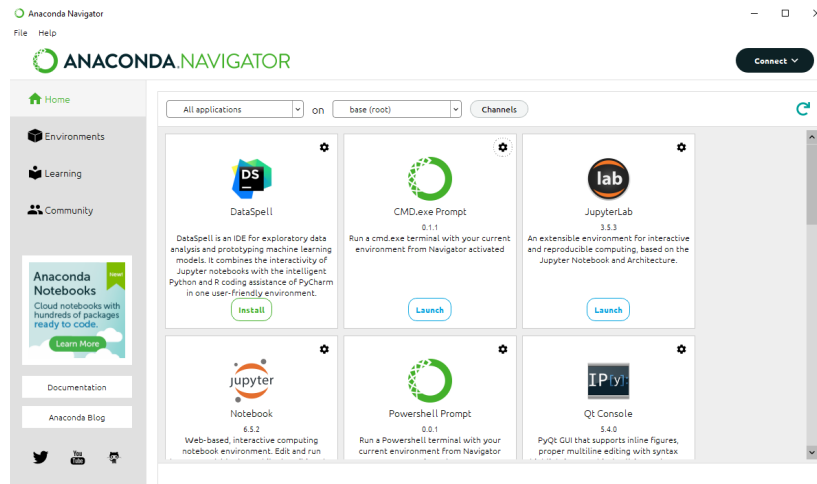 Anaconda Navigator
File Help
ANACONDA.NAVIGATOR
Connect
Home
Environments
Learning
Community
Anaconda
Notebooks
New!
Cloud notebooks with
hundreds of packages
ready to code.
Learn More
Documentation
Anaconda Blog
You
Tube
All applications on base (root) Channels
DS
DataSpell
DataSpell is an IDE for exploratory data
analysis and prototyping machine learning
models. It combines the interactivity of
Jupyter notebooks with the intelligent
Python and R coding assistance of PyCharm
in one user-friendly environment.
Install
CMD.exe Prompt
0.1.1
Run a cmd.exe terminal with your current
environment from Navigator activated
Launch
lab
JupyterLab
3.5.3
An extensible environment for interactive
and reproducible computing, based on the
Jupyter Notebook and Architecture.
Launch
jupyter
Notebook
6.5.2
Web-based, interactive computing
notebook environment. Edit and run
Powershell Prompt
0.0.1
Run a Powershell terminal with your
current environment from Navigator
IP[y]:
Qt Console
5.4.0
PyQt GUI that supports inline figures,
proper multiline editing with syntax